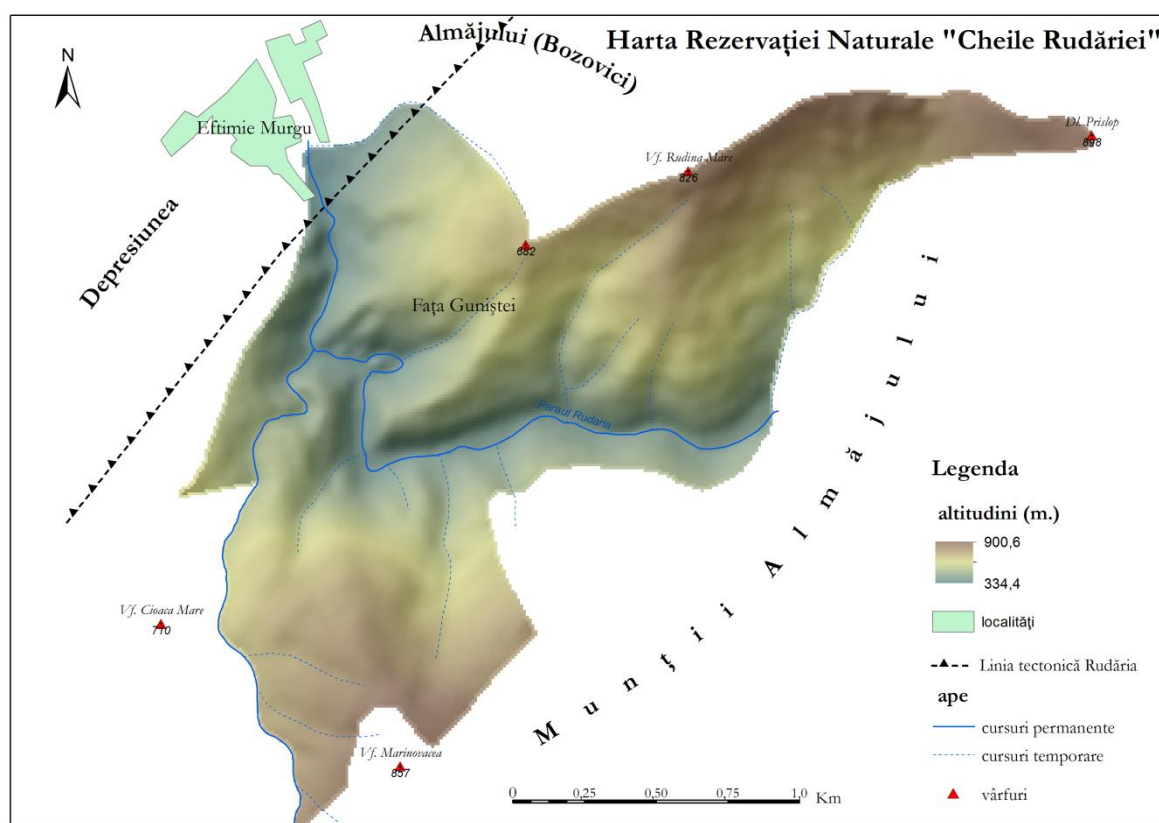 Harta Rezervației Naturale "Cheile Rudăriei"
Almăjului (Bozovici)
N
Eftimie Murgu
Depresiunea
Dl. Prislop
898
Vf. Rudina Mare
826
682
Fața Guniștei
Paraul Rudaria
Munții Almăjului
Vf. Cioaca Mare
710
Vf. Marinovacea
857
Legenda
altitudini (m.)
900,6
334,4
localități
Linia tectonică Rudăria
ape
cursuri permanente
cursuri temporare
vârfuri
0 0,25 0,50 0,75 1,0
Km